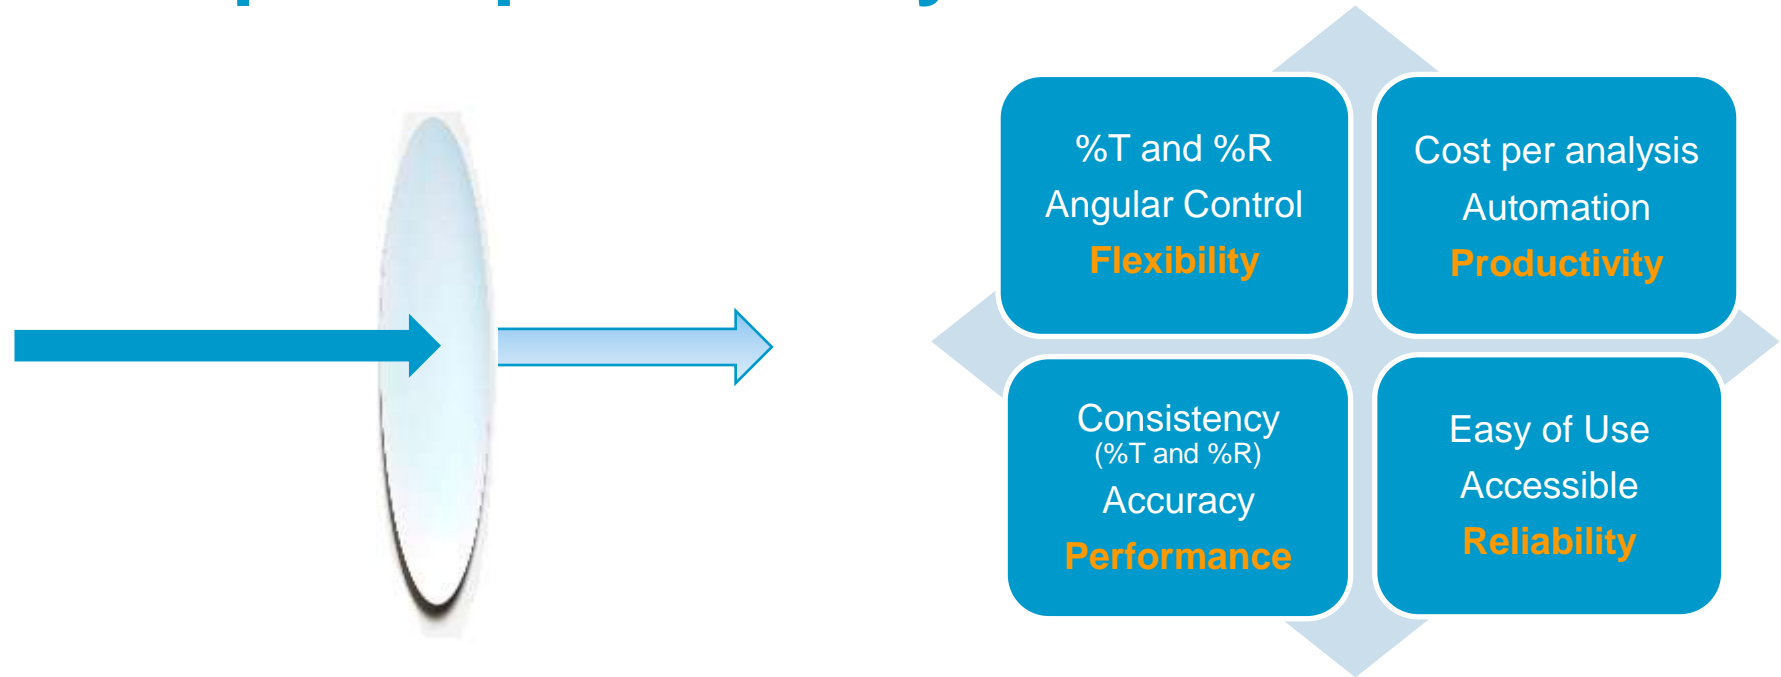 %T and %R
Angular Control
Flexibility
Cost per analysis
Automation
Productivity
Consistency
(%T and %R)
Accuracy
Performance
Easy of Use
Accessible
Reliability